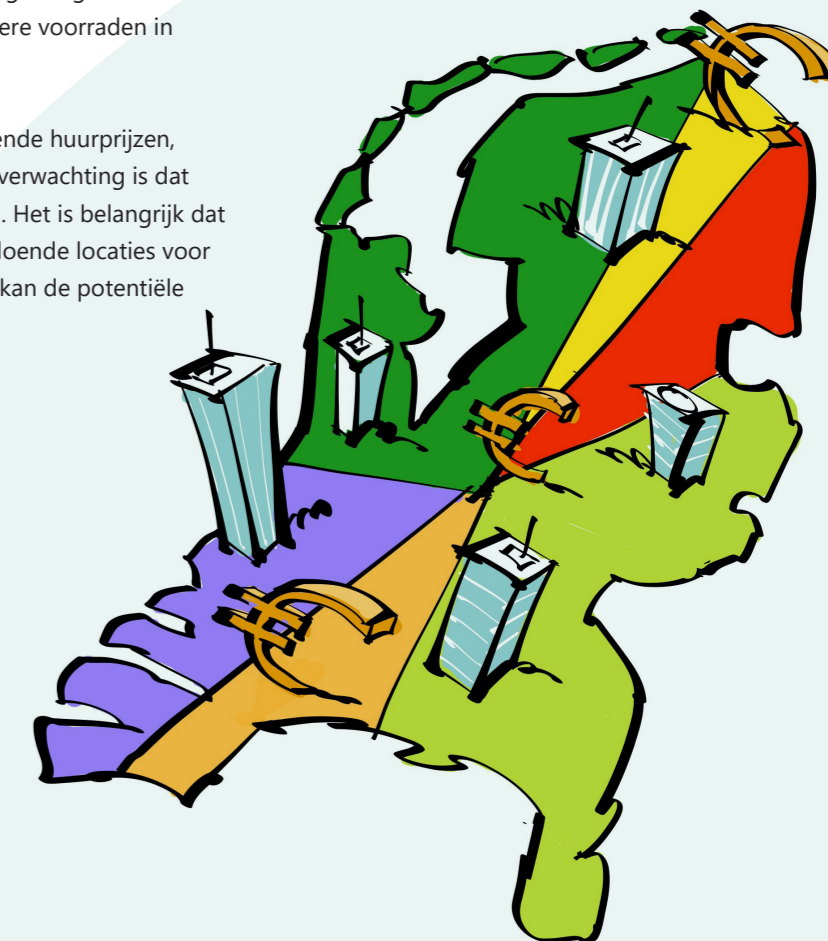 ere voorraden in
ende huurprijzen,
verwachting is dat
. Het is belangrijk dat
loende locaties voor
kan de potentiële